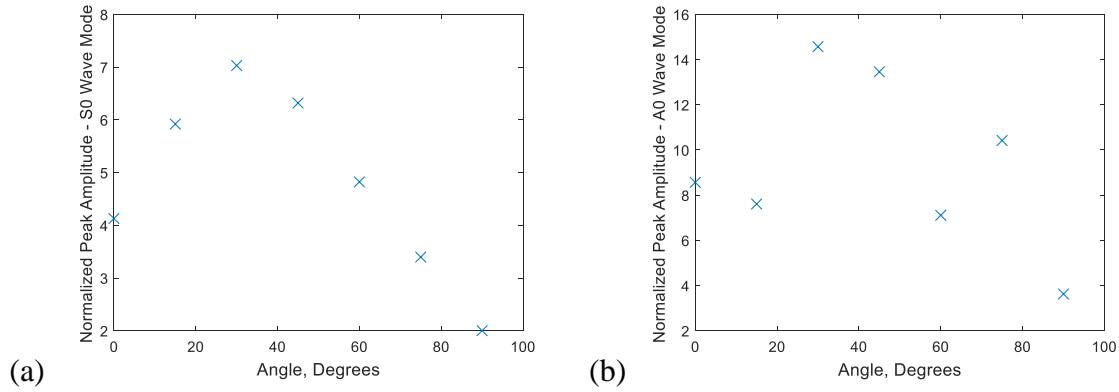 Normalized Peak Amplitude - S0 Wave Mode
8
7
6
5
4
3
2
0 20 40 60 80 100
Angle, Degrees
(a)
Normalized Peak Amplitude - A0 Wave Mode
16
14
12
10
8
6
4
2
0 20 40 60 80 100
Angle, Degrees
(b)